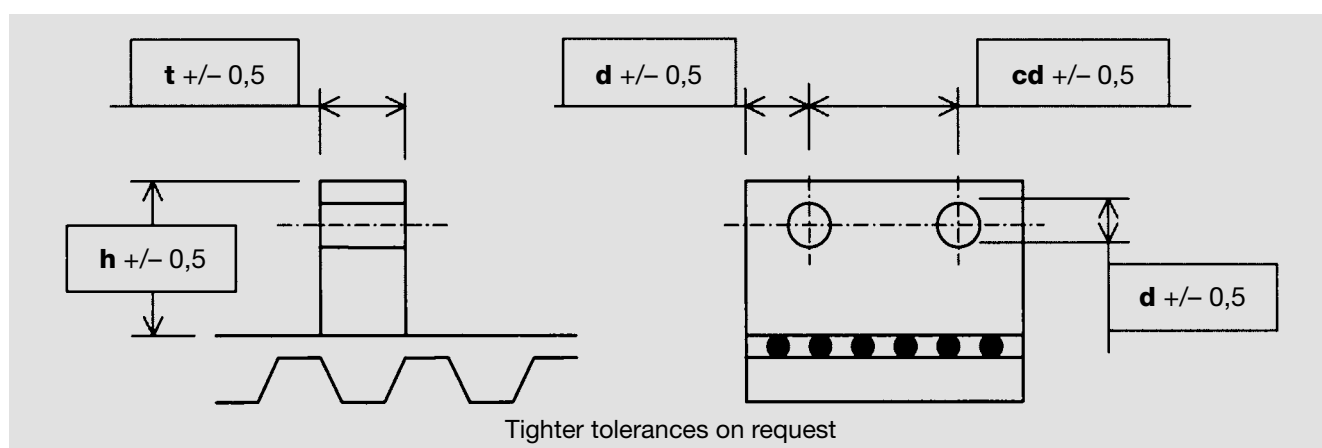 t +/– 0,5
d +/– 0,5
cd +/– 0,5
h +/– 0,5
d +/– 0,5
Tighter tolerances on request